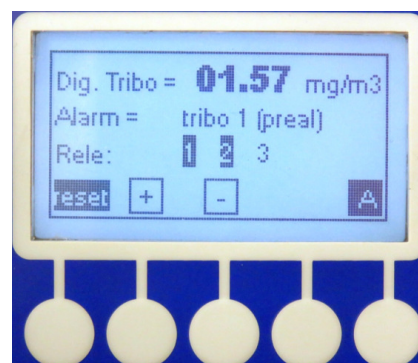 Dig. Tribo = 01.57 mg/m3
Alarm = tribo 1 (preal)
Rele: 1 2 3
reset + - A